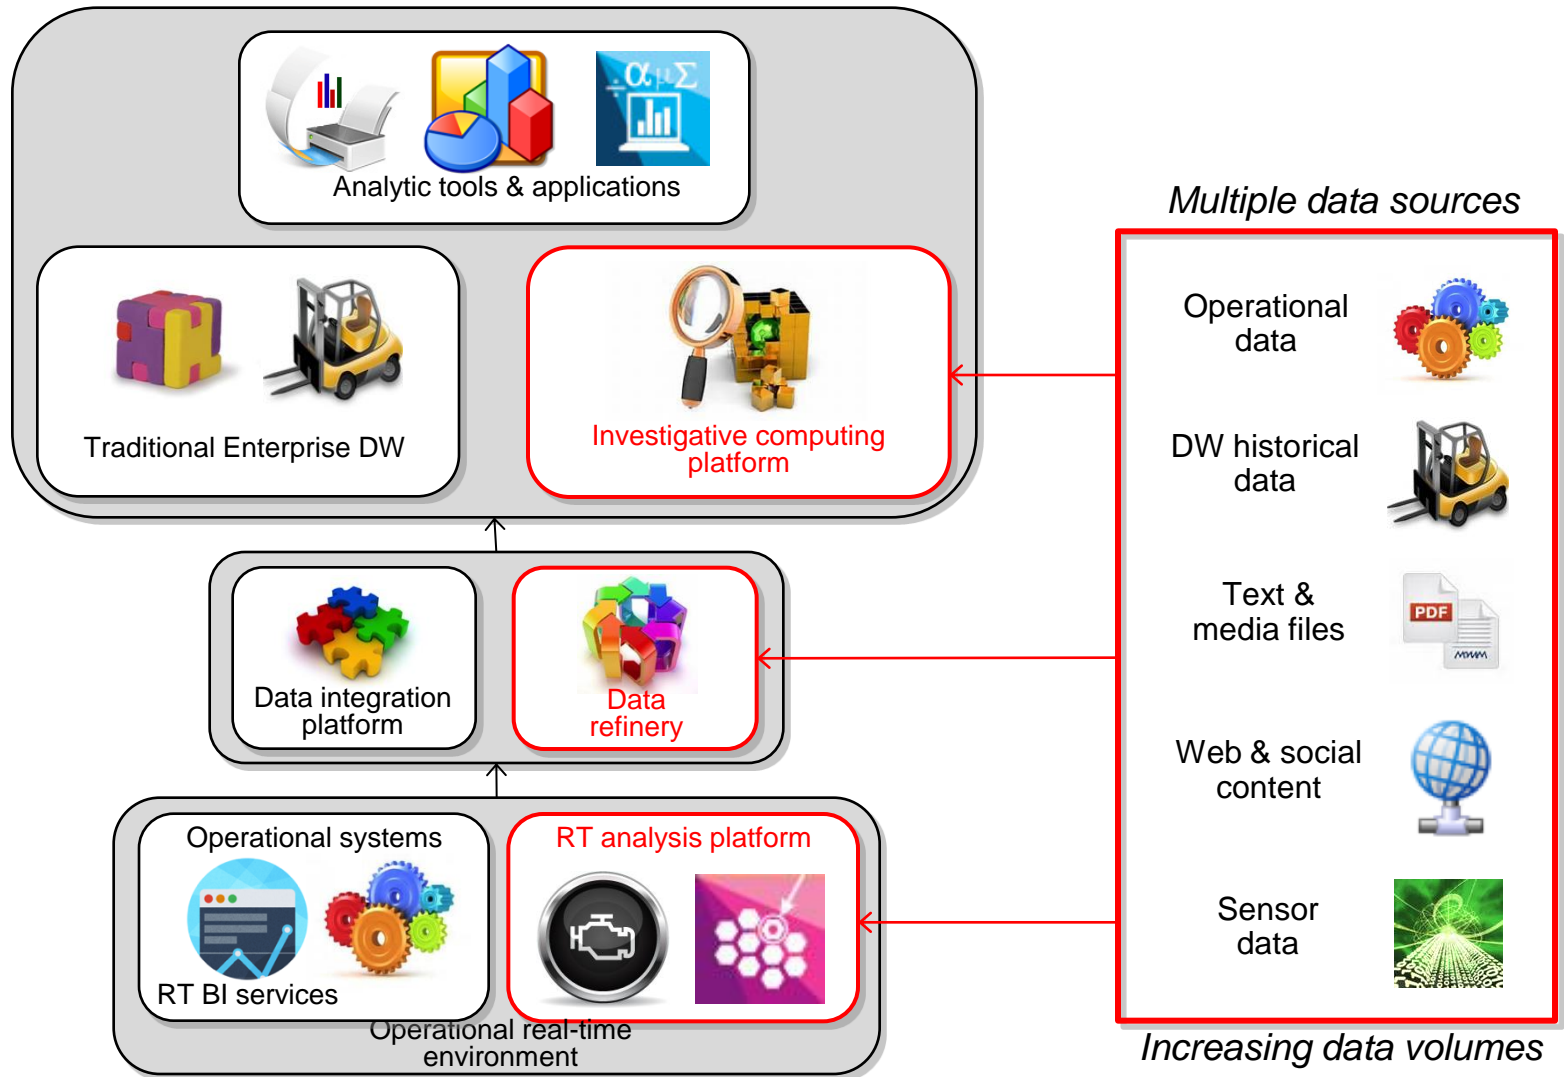 ÷αμΣ
Analytic tools & applications
Traditional Enterprise DW
Investigative computing
platform
Data integration
platform
Data
refinery
Operational systems
RT BI services
RT analysis platform
Operational real-time
environment
Multiple data sources
Operational
data
DW historical
data
Text &
media files
PDF
Web & social
content
Sensor
data
Increasing data volumes